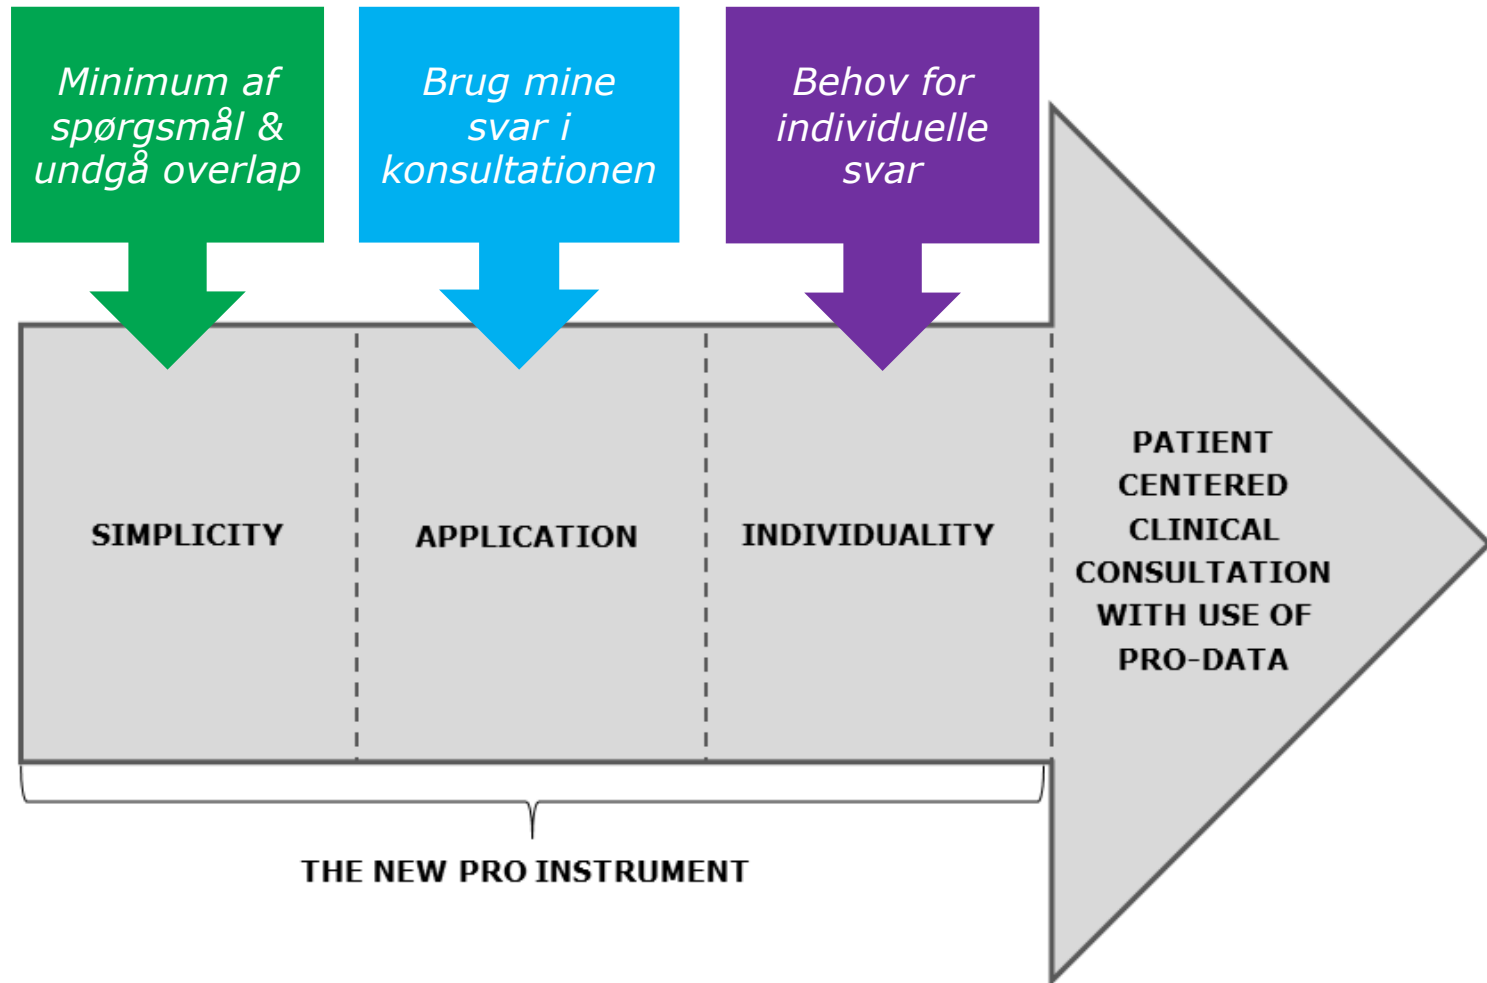 Minimum af
spørgsmål &
undgå overlap
Brug mine
svar i
konsultationen
Behov for
individuelle
svar
SIMPLICITY
APPLICATION
INDIVIDUALITY
PATIENT
CENTERED
CLINICAL
CONSULTATION
WITH USE OF
PRO-DATA
THE NEW PRO INSTRUMENT